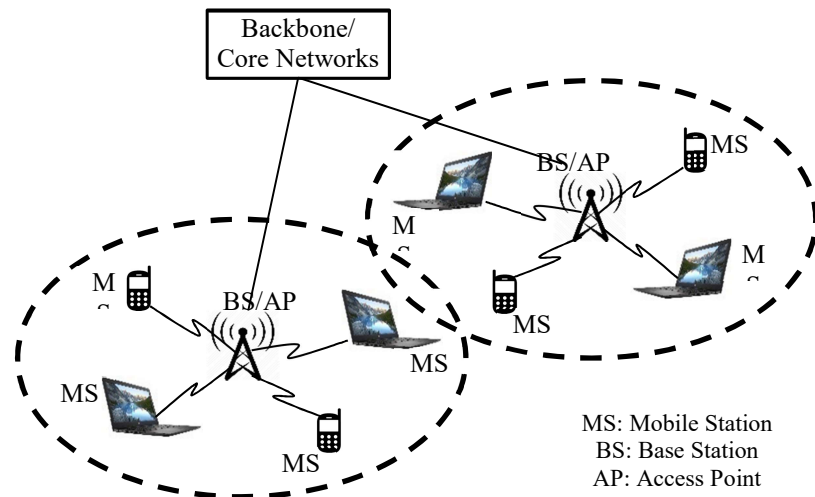 Backbone/
Core Networks
BS/AP
MS
M
MS
M
M
BS/AP
MS
MS
MS
MS: Mobile Station
BS: Base Station
AP: Access Point